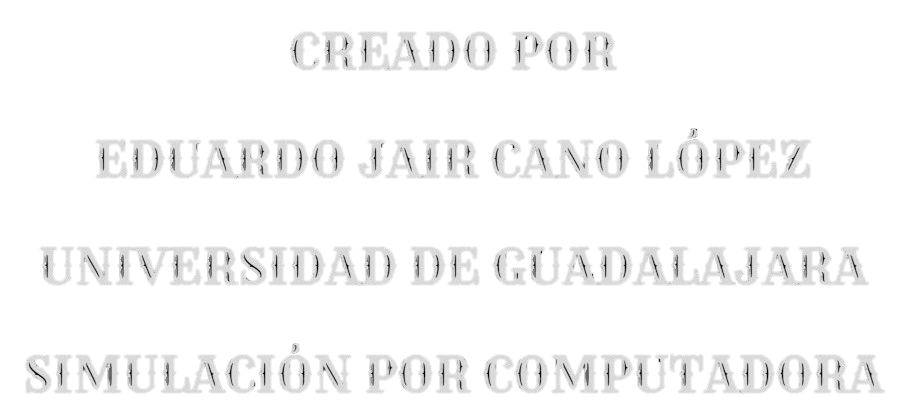 CREADO POR
EDUARDO JAIR CANO LÓPEZ
UNIVERSIDAD DE GUADALAJARA
SIMULACIÓN POR COMPUTADORA